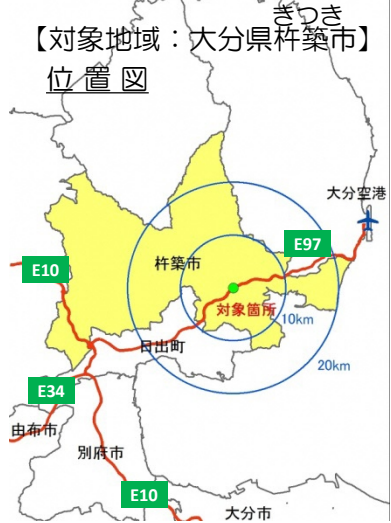 きつき
【対象地域：大分県杵築市】
位置図
大分空港
E97
杵築市
E10
対象箇所
10km
日出町
20km
E34
由布市
別府市
E10
大分市